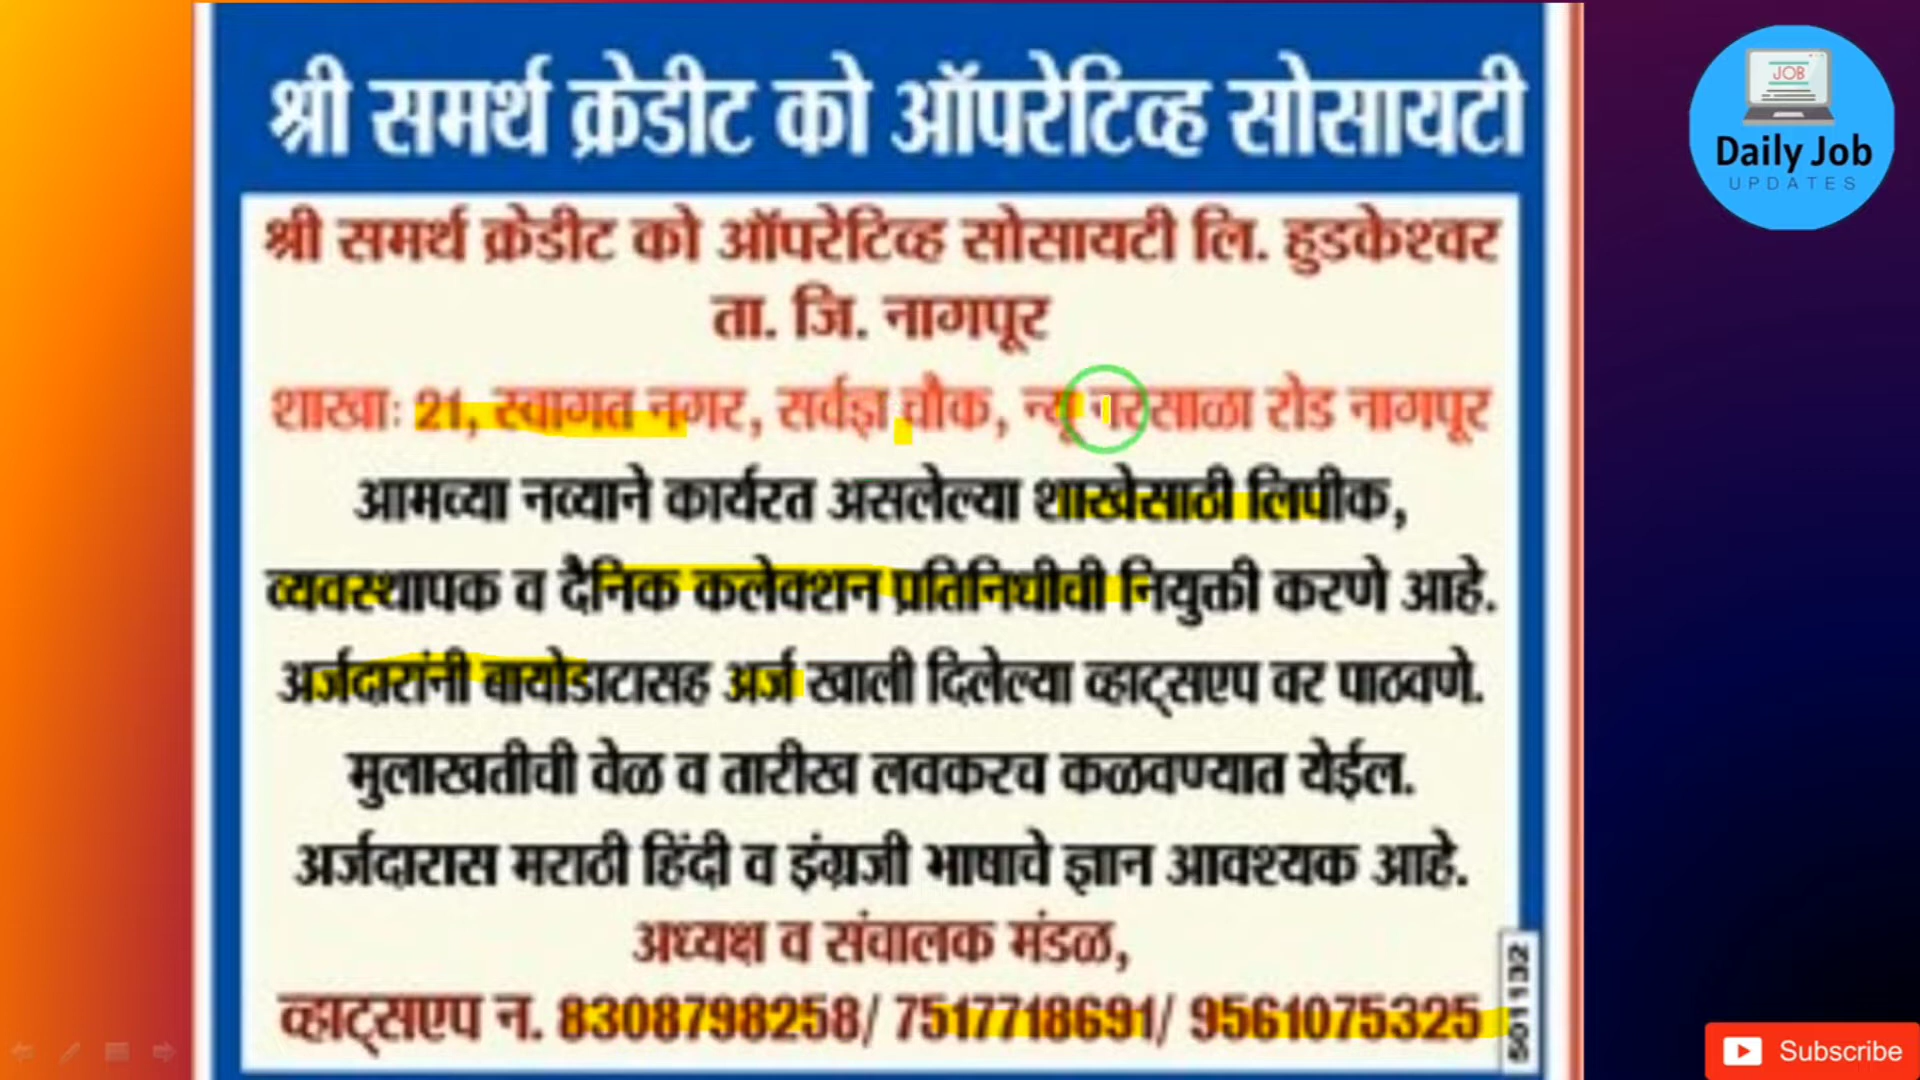 श्री समर्थ क्रेडीट को ऑपरेटिव्ह सोसायटी
श्री समर्थ क्रेडीट को ऑपरेटिव्ह सोसायटी लि. हुडकेश्वर
ता. जि. नागपूर
शाखाः 21, स्वागत नगर, सर्वज्ञ चौक, न्यू नरसाळा रोड नागपूर
आमच्या नव्याने कार्यरत असलेल्या शाखेसाठी लिपीक,
व्यवस्थापक व दैनिक कलेक्शन प्रतिनिधीची नियुक्ती करणे आहे.
अर्जदारांनी बायोडाटासह अर्ज खाली दिलेल्या व्हाट्सएप वर पाठवणे.
मुलाखतीची वेळ व तारीख लवकरच कळवण्यात येईल.
अर्जदारास मराठी हिंदी व इंग्रजी भाषाचे ज्ञान आवश्यक आहे.
अध्यक्ष व संचालक मंडळ,
व्हाट्सएप न. 8308798258/ 7517718691/ 9561075325
501132
JOB
Daily Job
UPDATES
Subscribe